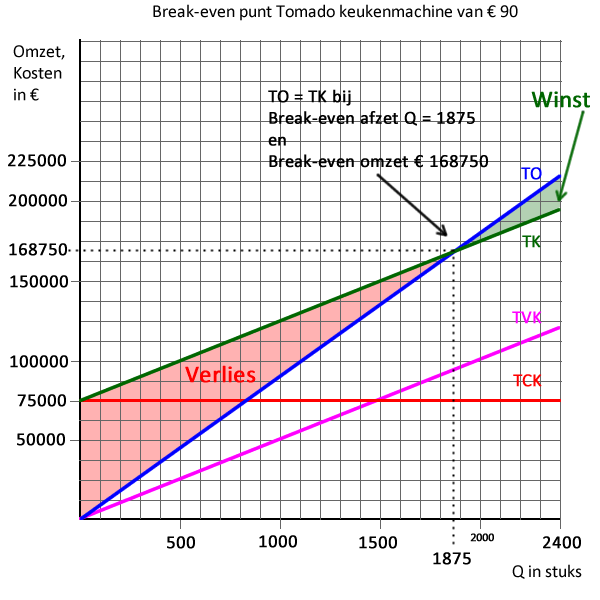 Break-even punt Tomado keukenmachine van € 90
Omzet,
Kosten
in €
TO = TK bij
Break-even afzet Q = 1875
en
Break-even omzet € 168750
Winst
225000
200000
168750
150000
100000
75000
50000
TO
TK
TVK
TCK
Verlies
500
1000
1500
1875
2000
2400
Q in stuks